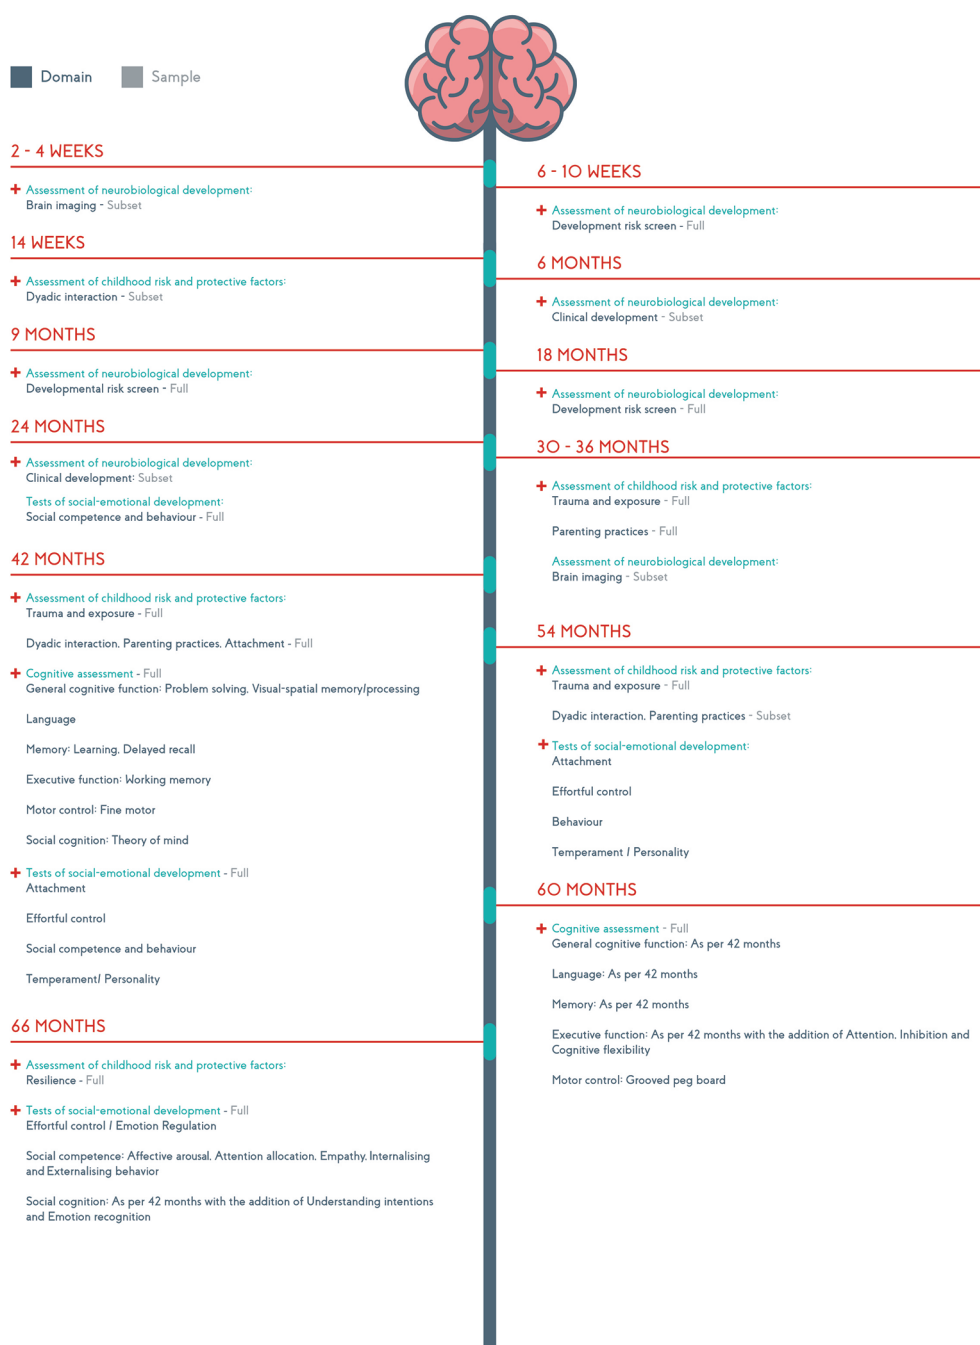 Domain
Sample
2 - 4 WEEKS
Assessment of neurobiological development:
Brain imaging - Subset
6 - 10 WEEKS
Assessment of neurobiological development:
Development risk screen - Full
14 WEEKS
Assessment of childhood risk and protective factors:
Dyadic interaction - Subset
6 MONTHS
Assessment of neurobiological development:
Clinical development - Subset
9 MONTHS
Assessment of neurobiological development:
Developmental risk screen - Full
18 MONTHS
Assessment of neurobiological development:
Development risk screen - Full
24 MONTHS
Assessment of neurobiological development:
Clinical development: Subset
Tests of social-emotional development:
Social competence and behaviour - Full
30 - 36 MONTHS
Assessment of childhood risk and protective factors:
Trauma and exposure - Full
Parenting practices - Full
Assessment of neurobiological development:
Brain imaging - Subset
42 MONTHS
Assessment of childhood risk and protective factors:
Trauma and exposure - Full
Dyadic interaction, Parenting practices, Attachment - Full
Cognitive assessment - Full
General cognitive function: Problem solving, Visual-spatial memory/processing
Language
Memory: Learning, Delayed recall
Executive function: Working memory
Motor control: Fine motor
Social cognition: Theory of mind
Tests of social-emotional development - Full
Attachment
Effortful control
Social competence and behaviour
Temperament/ Personality
54 MONTHS
Assessment of childhood risk and protective factors:
Trauma and exposure - Full
Dyadic interaction, Parenting practices - Subset
Tests of social-emotional development:
Attachment
Effortful control
Behaviour
Temperament / Personality
60 MONTHS
Cognitive assessment - Full
General cognitive function: As per 42 months
Language: As per 42 months
Memory: As per 42 months
Executive function: As per 42 months with the addition of Attention, Inhibition and
Cognitive flexibility
Motor control: Grooved peg board
66 MONTHS
Assessment of childhood risk and protective factors:
Resilience - Full
Tests of social-emotional development - Full
Effortful control / Emotion Regulation
Social competence: Affective arousal, Attention allocation, Empathy, Internalising
and Externalising behavior
Social cognition: As per 42 months with the addition of Understanding intentions
and Emotion recognition